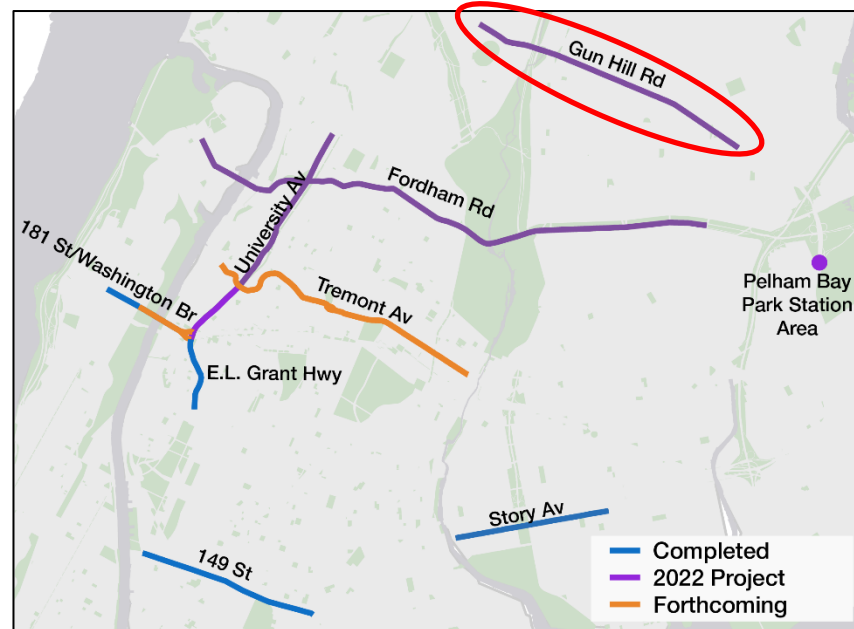 Gun Hill Rd
Fordham Rd
University Av
181 St/Washington Br
Tremont Av
Pelham Bay
Park Station
Area
E.L. Grant Hwy
Story Av
149 St
Completed
2022 Project
Forthcoming